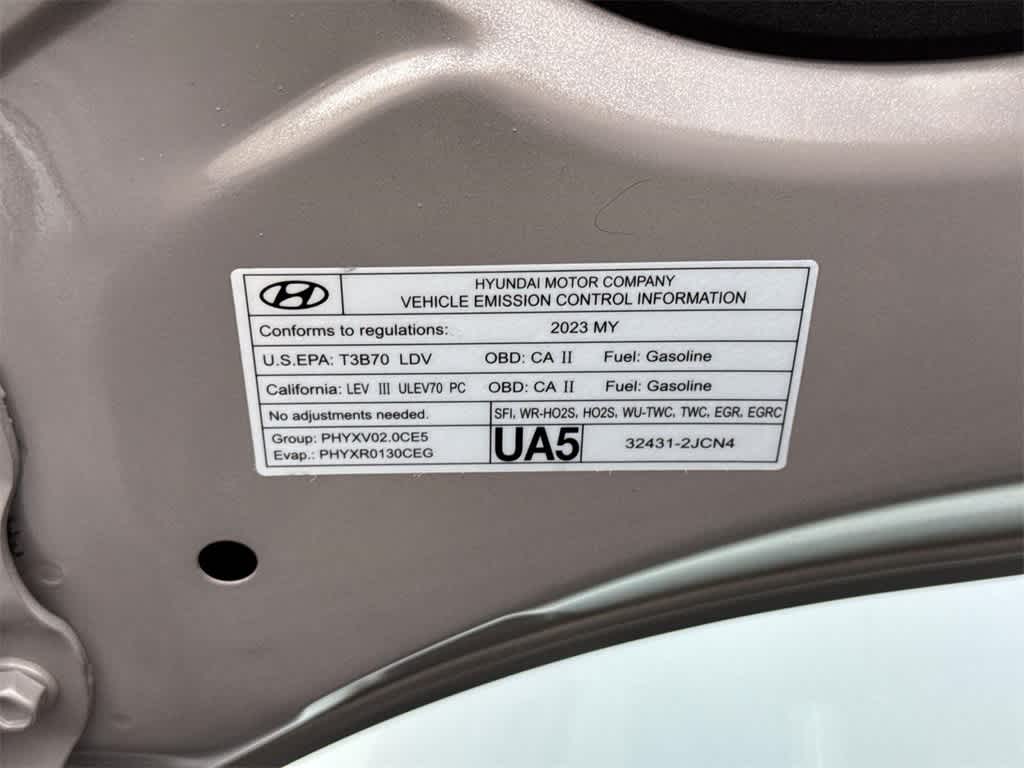 HYUNDAI MOTOR COMPANY
VEHICLE EMISSION CONTROL INFORMATION
Conforms to regulations: 2023 MY
U.S.EPA: T3B70 LDV OBD: CA II Fuel: Gasoline
California: LEV III ULEV70 PC OBD: CA II Fuel: Gasoline
No adjustments needed. SFI, WR-HO2S, HO2S, WU-TWC, TWC, EGR, EGRC
Group: PHYXV02.0CE5
Evap.: PHYXR0130CEG
UA5 32431-2JCN4